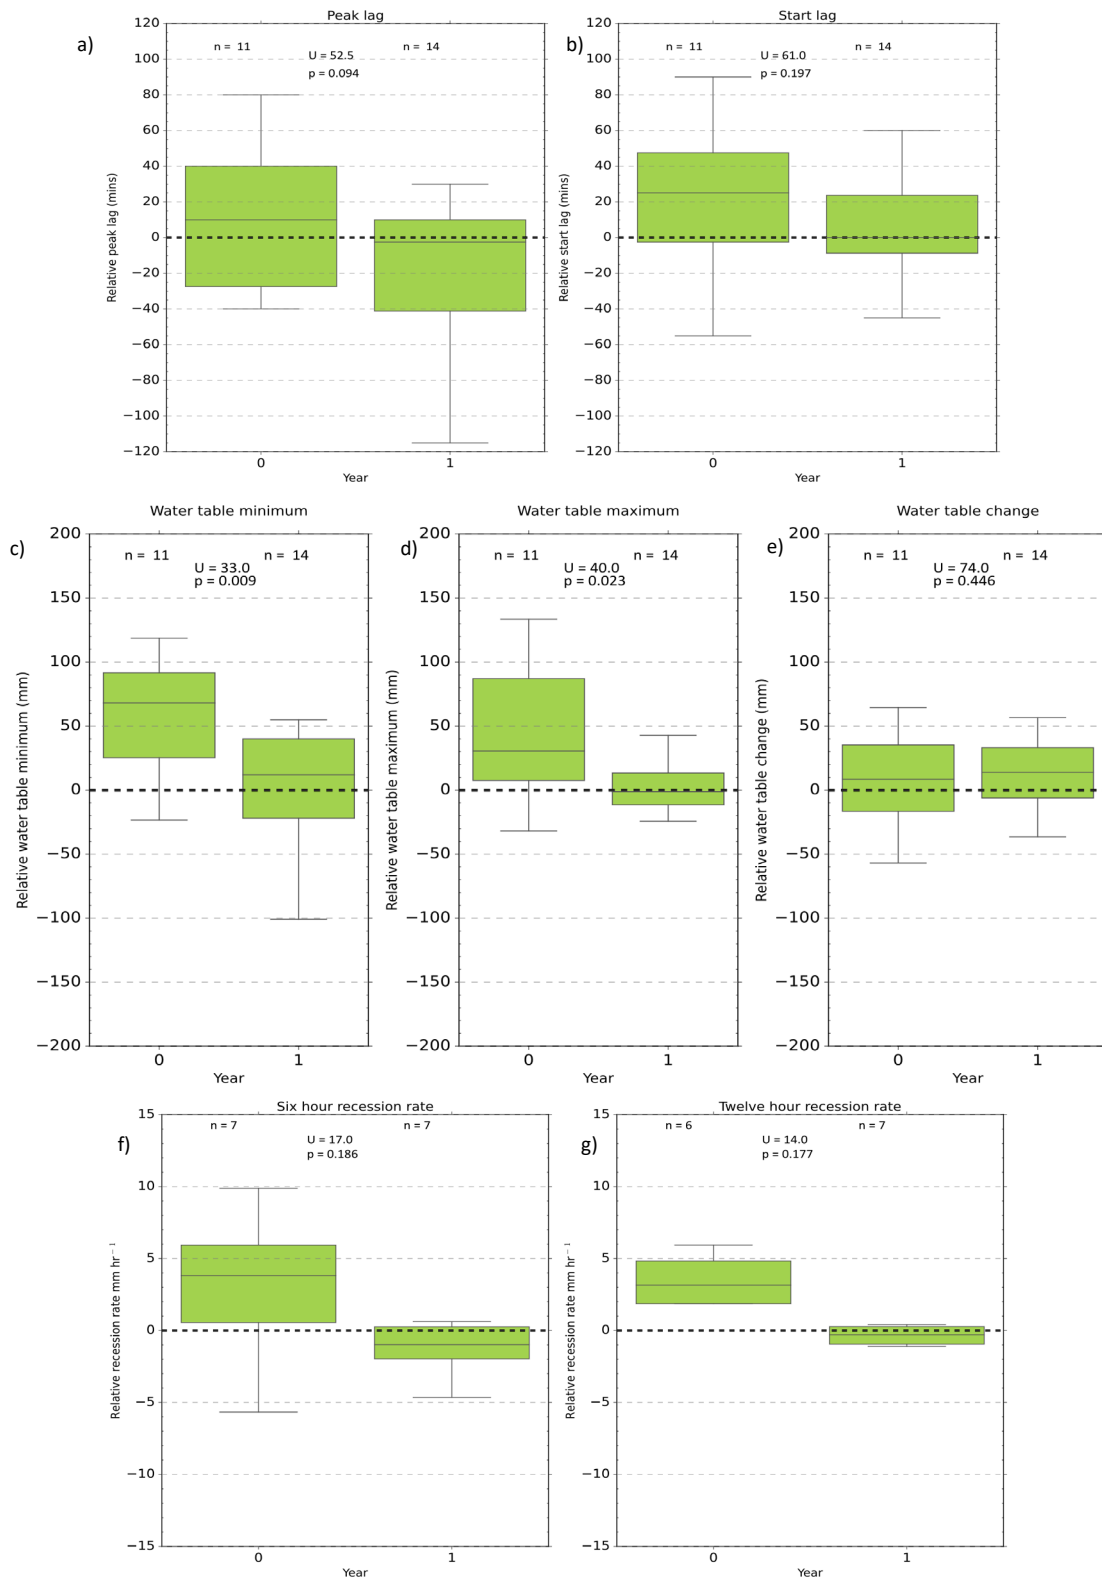 Peak lag
a)
n = 11
n = 14
U = 52.5
p = 0.094
120
100
80
60
40
20
0
−20
−40
−60
−80
−100
−120
Relative peak lag (mins)
0
1
Year
Start lag
b)
n = 11
n = 14
U = 61.0
p = 0.197
120
100
80
60
40
20
0
−20
−40
−60
−80
−100
−120
Relative start lag (mins)
0
1
Year
Water table minimum
c)
n = 11
n = 14
U = 33.0
p = 0.009
200
150
100
50
0
−50
−100
−150
−200
Relative water table minimum (mm)
0
1
Year
Water table maximum
d)
n = 11
n = 14
U = 40.0
p = 0.023
200
150
100
50
0
−50
−100
−150
−200
Relative water table maximum (mm)
0
1
Year
Water table change
e)
n = 11
n = 14
U = 74.0
p = 0.446
200
150
100
50
0
−50
−100
−150
−200
Relative water table change (mm)
0
1
Year
Six hour recession rate
f)
n = 7
n = 7
U = 17.0
p = 0.186
15
10
5
0
−5
−10
−15
Relative recession rate mm hr⁻¹
0
1
Year
Twelve hour recession rate
g)
n = 6
n = 7
U = 14.0
p = 0.177
15
10
5
0
−5
−10
−15
Relative recession rate mm hr⁻¹
0
1
Year